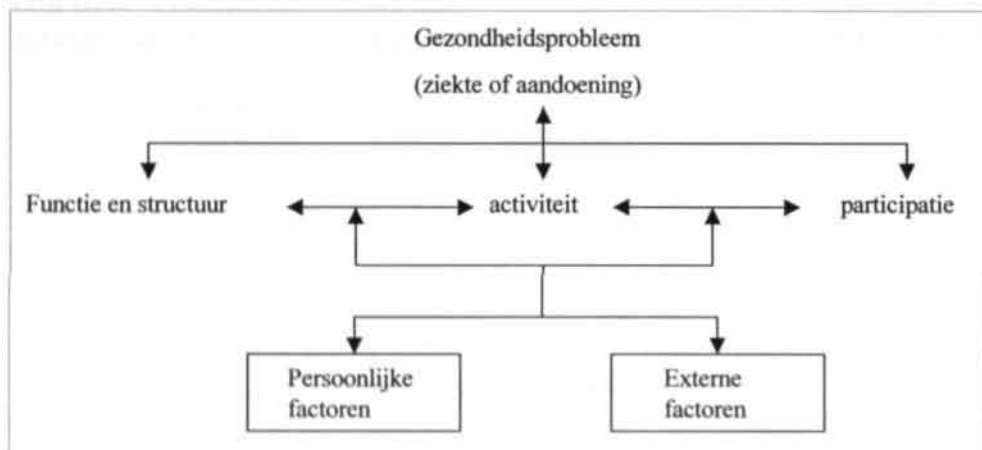 Gezondheidsprobleem
(ziekte of aandoening)
Functie en structuur
activiteit
participatie
Persoonlijke
factoren
Externe
factoren